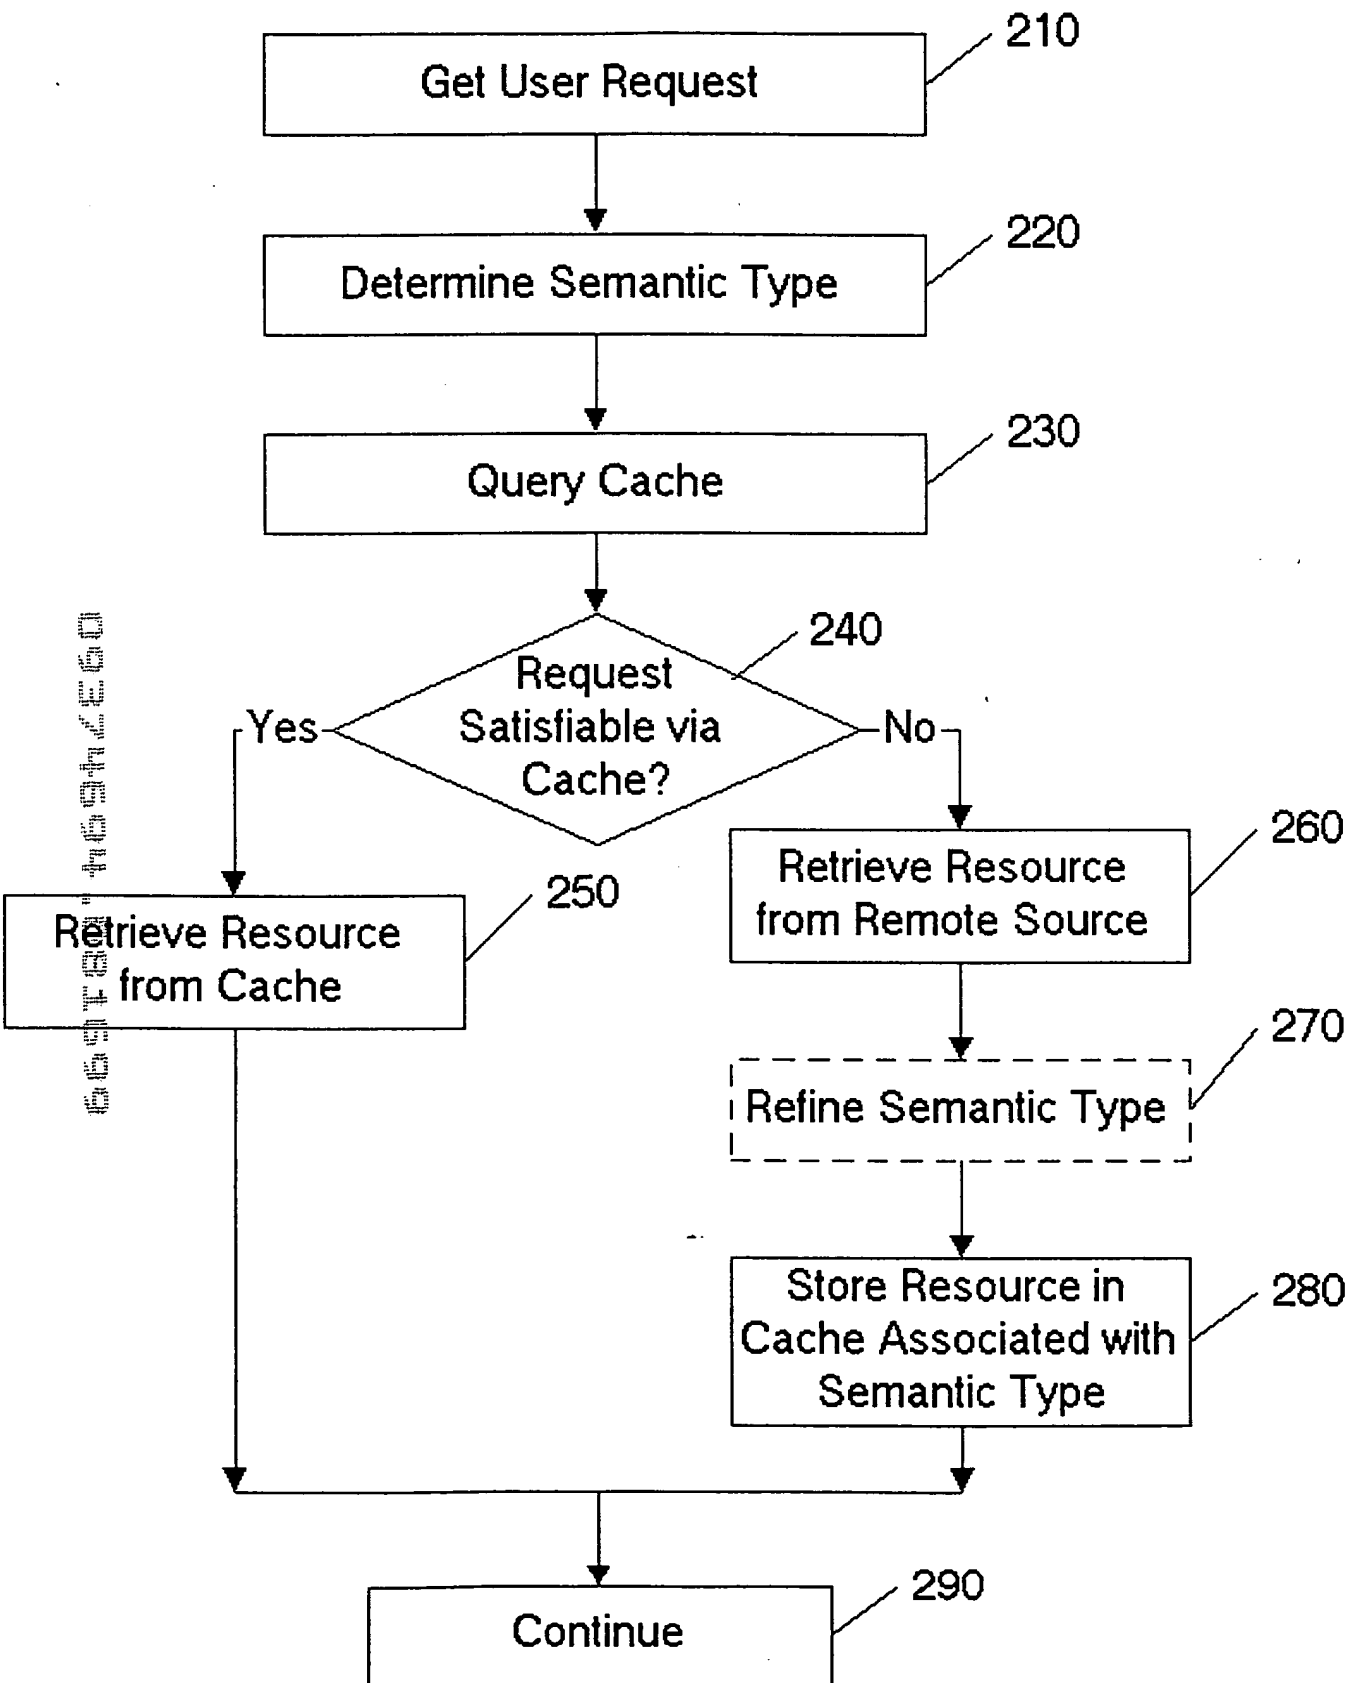 210
Get User Request
220
Determine Semantic Type
230
Query Cache
240
Request
Satisfiable via
Cache?
Yes
No
250
Retrieve Resource
from Cache
260
Retrieve Resource
from Remote Source
270
Refine Semantic Type
280
Store Resource in
Cache Associated with
Semantic Type
290
Continue